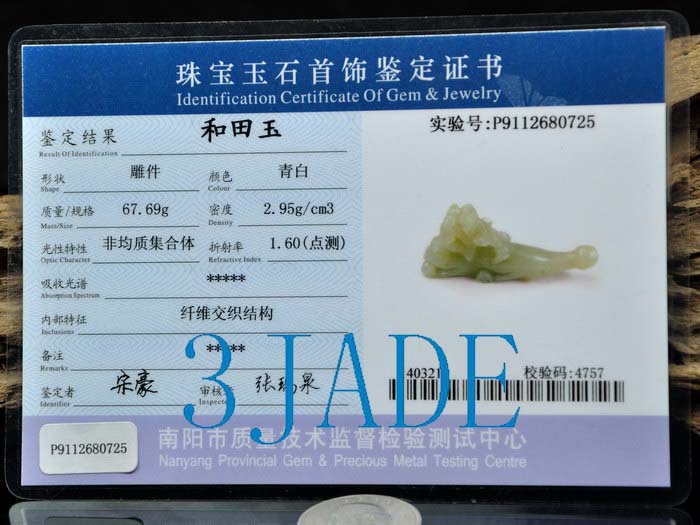 珠宝玉石首饰鉴定证书
Identification Certificate Of Gem & Jewelry
鉴定结果 和田玉
Result Of Identification
实验号:P9112680725
形状 雕件 颜色 青白
Shape Colour
质量/规格 67.69g 密度 2.95g/cm3
Mass/Size Density
光性特性 非均质集合体 折射率 1.60(点测)
Optic Character Refractive Index
吸收光谱 *****
Absorption Spectrum
内部特征 纤维交织结构
Inclusions
备注 *****
Remarks
3JADE
40321 校验码:4757
鉴定者 宋豪 审核
Identifier Inspect
P9112680725
南阳市质量技术监督检验测试中心
Nanyang Provincial Gem & Precious Metal Testing Centre